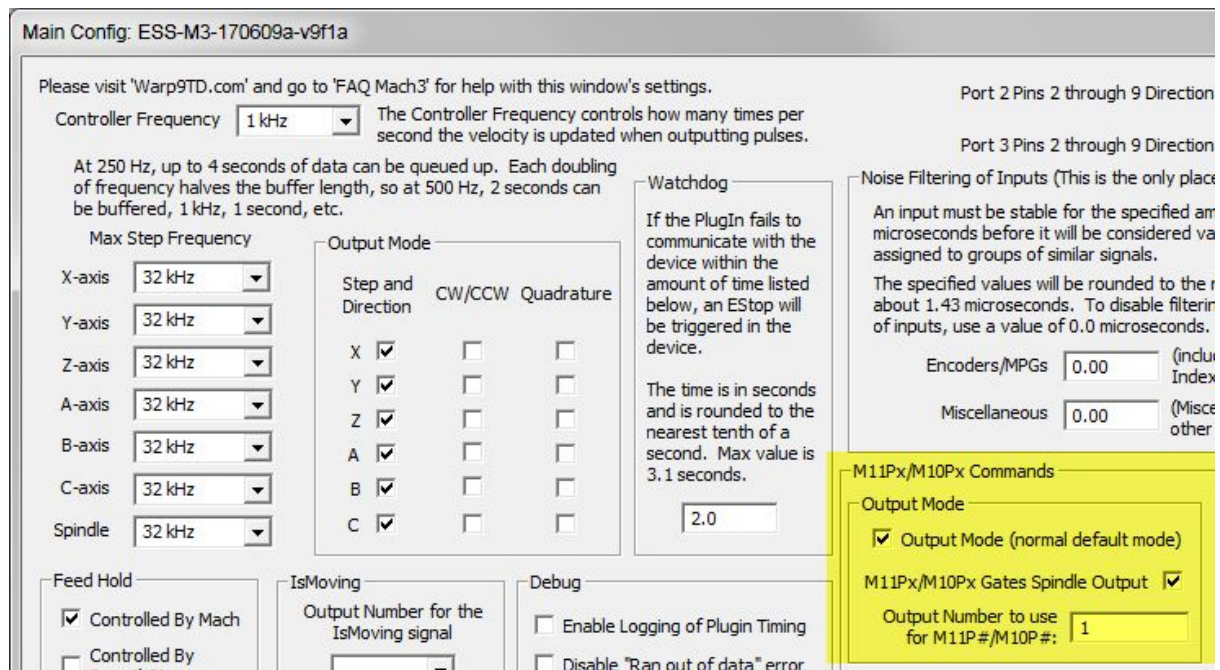 Main Config: ESS-M3-170609a-v9f1a
Please visit 'Warp9TD.com' and go to 'FAQ Mach3' for help with this window's settings.
Controller Frequency
1 kHz
The Controller Frequency controls how many times per
second the velocity is updated when outputting pulses.
At 250 Hz, up to 4 seconds of data can be queued up. Each doubling
of frequency halves the buffer length, so at 500 Hz, 2 seconds can
be buffered, 1 kHz, 1 second, etc.
Max Step Frequency
X-axis 32 kHz
Y-axis 32 kHz
Z-axis 32 kHz
A-axis 32 kHz
B-axis 32 kHz
C-axis 32 kHz
Spindle 32 kHz
Output Mode
Step and
Direction
CW/CCW Quadrature
X
Y
Z
A
B
C
Watchdog
If the PlugIn fails to
communicate with the
device within the
amount of time listed
below, an EStop will
be triggered in the
device.
The time is in seconds
and is rounded to the
nearest tenth of a
second. Max value is
3.1 seconds.
2.0
Port 2 Pins 2 through 9 Direction
Port 3 Pins 2 through 9 Direction
Noise Filtering of Inputs (This is the only place
An input must be stable for the specified am
microseconds before it will be considered va
assigned to groups of similar signals.
The specified values will be rounded to the
about 1.43 microseconds. To disable filterin
of inputs, use a value of 0.0 microseconds.
Encoders/MPGs 0.00 (inclu
Index
Miscellaneous 0.00 (Misce
other
M11Px/M10Px Commands
Output Mode
Output Mode (normal default mode)
M11Px/M10Px Gates Spindle Output
Output Number to use
for M11P#/M10P#:
1
Feed Hold
Controlled By Mach
Controlled By
IsMoving
Output Number for the
IsMoving signal
Debug
Enable Logging of Plugin Timing
Disable "Ran out of data" error